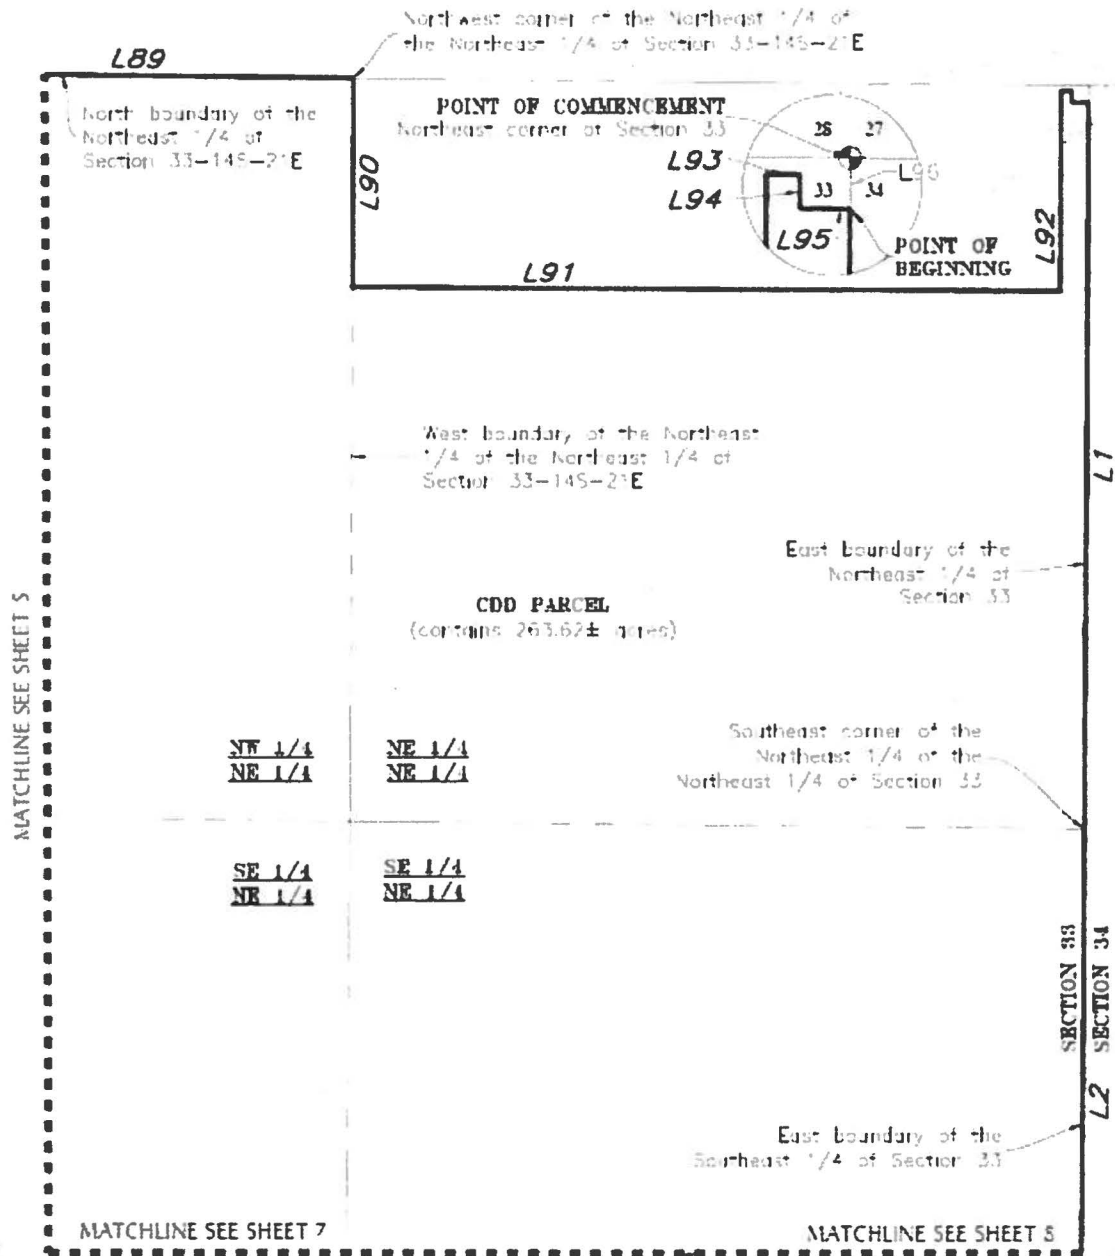 Northwest corner of the Northeast 1/4 of
the Northeast 1/4 of Section 33-14S-21E
L89
North boundary of the
Northeast 1/4 of
Section 33-14S-21E
L90
POINT OF COMMENCEMENT
Northeast corner of Section 33
28 27
33 34
L93
L94
L95
L96
POINT OF
BEGINNING
L92
L91
L1
West boundary of the Northeast
1/4 of the Northeast 1/4 of
Section 33-14S-21E
East boundary of the
Northeast 1/4 of
Section 33
CDD PARCEL
(contains 263.62± acres)
MATCHLINE SEE SHEET 5
NW 1/4
NE 1/4
NE 1/4
NE 1/4
Southeast corner of the
Northeast 1/4 of the
Northeast 1/4 of Section 33
SE 1/4
NE 1/4
SE 1/4
NE 1/4
SECTION 33
SECTION 34
L2
East boundary of the
Southeast 1/4 of Section 33
MATCHLINE SEE SHEET 7
MATCHLINE SEE SHEET